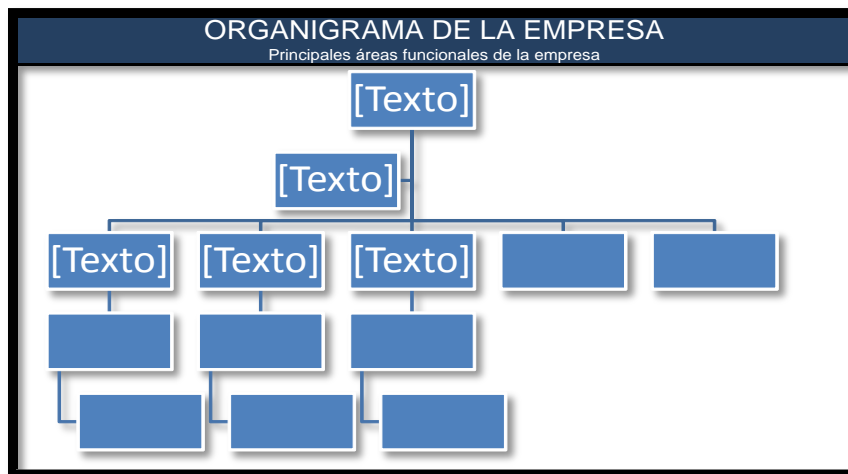 ORGANIGRAMA DE LA EMPRESA
Principales áreas funcionales de la empresa
[Texto]
[Texto]
[Texto] [Texto] [Texto]